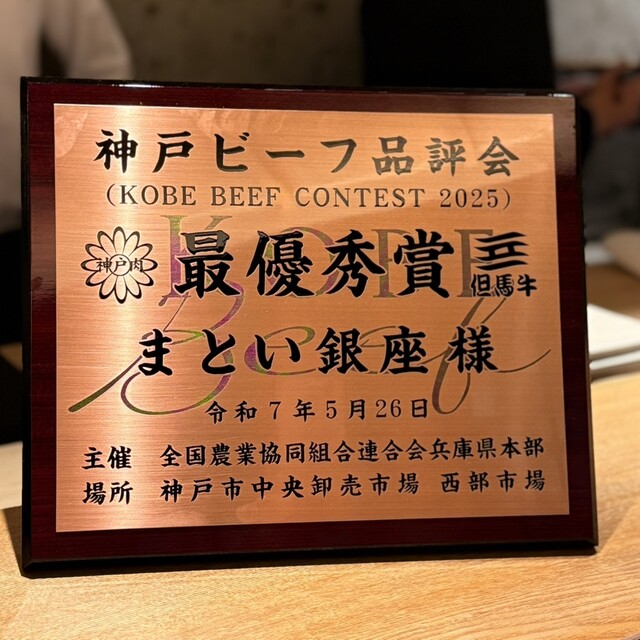 神戸ビーフ品評会
(KOBE BEEF CONTEST 2025)
KOBE
Beef
神戸肉
最優秀賞
但馬牛
まとい銀座様
令和7年5月26日
主催 全国農業協同組合連合会兵庫県本部
場所 神戸市中央卸売市場 西部市場